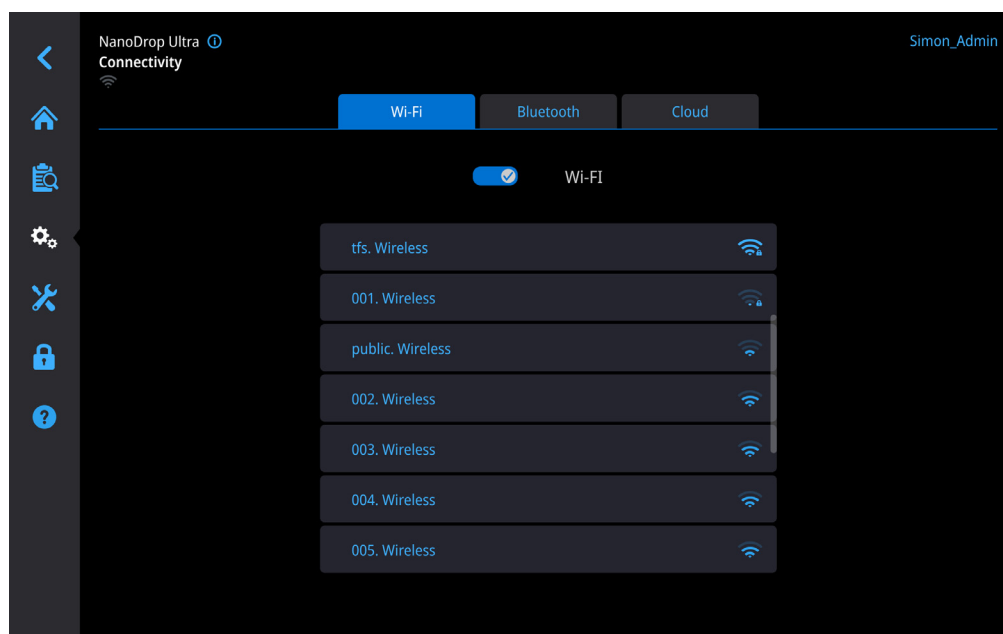 NanoDrop Ultra
Connectivity
Simon_Admin
Wi-Fi
Bluetooth
Cloud
Wi-FI
tfs. Wireless
001. Wireless
public. Wireless
002. Wireless
003. Wireless
004. Wireless
005. Wireless